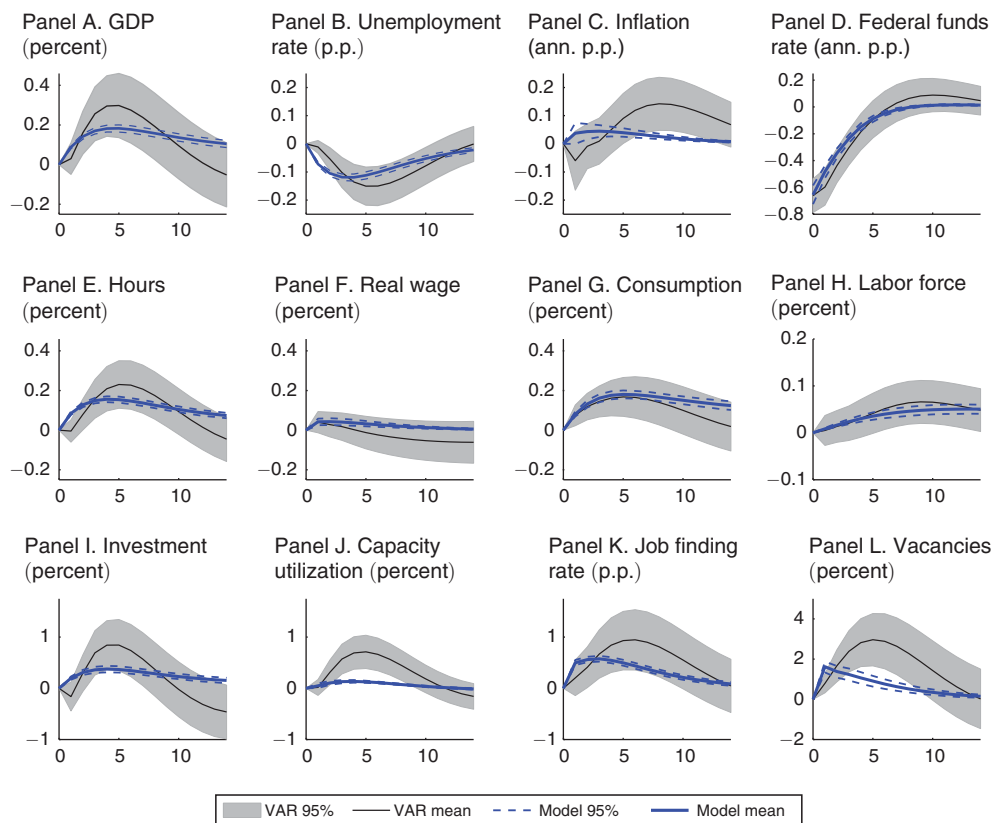 Panel A. GDP
(percent)
Panel B. Unemployment
rate (p.p.)
Panel C. Inflation
(ann. p.p.)
Panel D. Federal funds
rate (ann. p.p.)
0.4
0.2
0
−0.2
0 5 10
0.1
0
−0.1
−0.2
0 5 10
0.2
0.1
0
−0.1
−0.2
0 5 10
0.2
0
−0.2
−0.4
−0.6
−0.8
0 5 10
Panel E. Hours
(percent)
Panel F. Real wage
(percent)
Panel G. Consumption
(percent)
Panel H. Labor force
(percent)
0.4
0.2
0
−0.2
0 5 10
0.4
0.2
0
−0.2
0 5 10
0.4
0.2
0
−0.2
0 5 10
0.2
0.1
0
−0.1
0 5 10
Panel I. Investment
(percent)
Panel J. Capacity
utilization (percent)
Panel K. Job finding
rate (p.p.)
Panel L. Vacancies
(percent)
1
0
−1
0 5 10
1
0
−1
0 5 10
1
0
−1
0 5 10
4
2
0
−2
0 5 10
VAR 95% VAR mean Model 95% Model mean